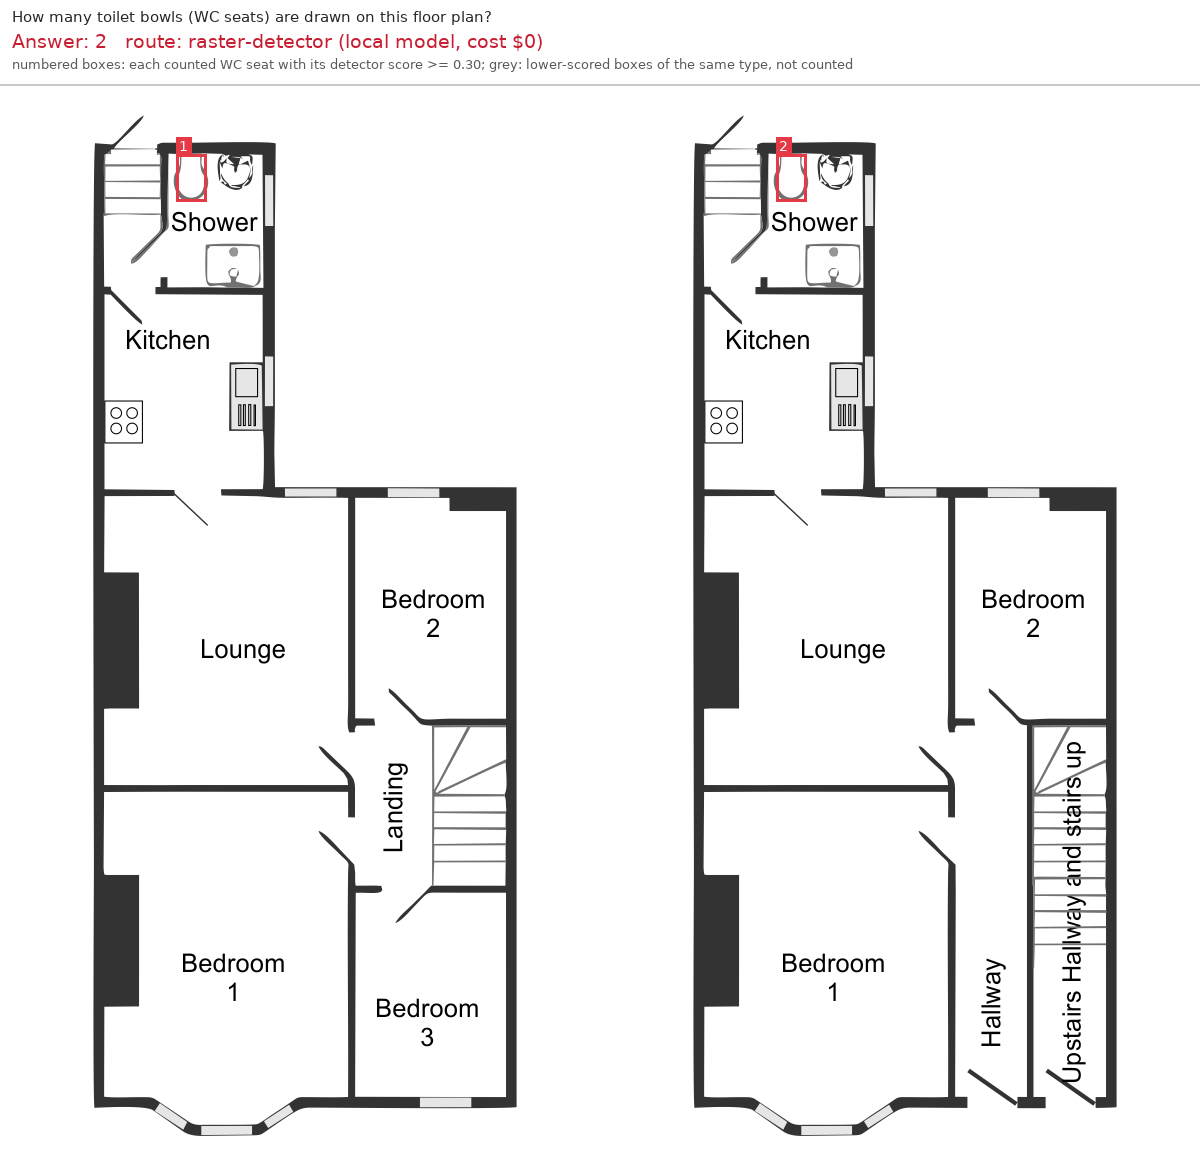 How many toilet bowls (WC seats) are drawn on this floor plan?
Answer: 2 route: raster-detector (local model, cost $0)
numbered boxes: each counted WC seat with its detector score >= 0.30; grey: lower-scored boxes of the same type, not counted
1
Shower
Kitchen
Lounge
Bedroom
2
Landing
Bedroom
1
Bedroom
3
2
Shower
Kitchen
Lounge
Bedroom
2
Bedroom
1
Hallway
Upstairs Hallway and stairs up